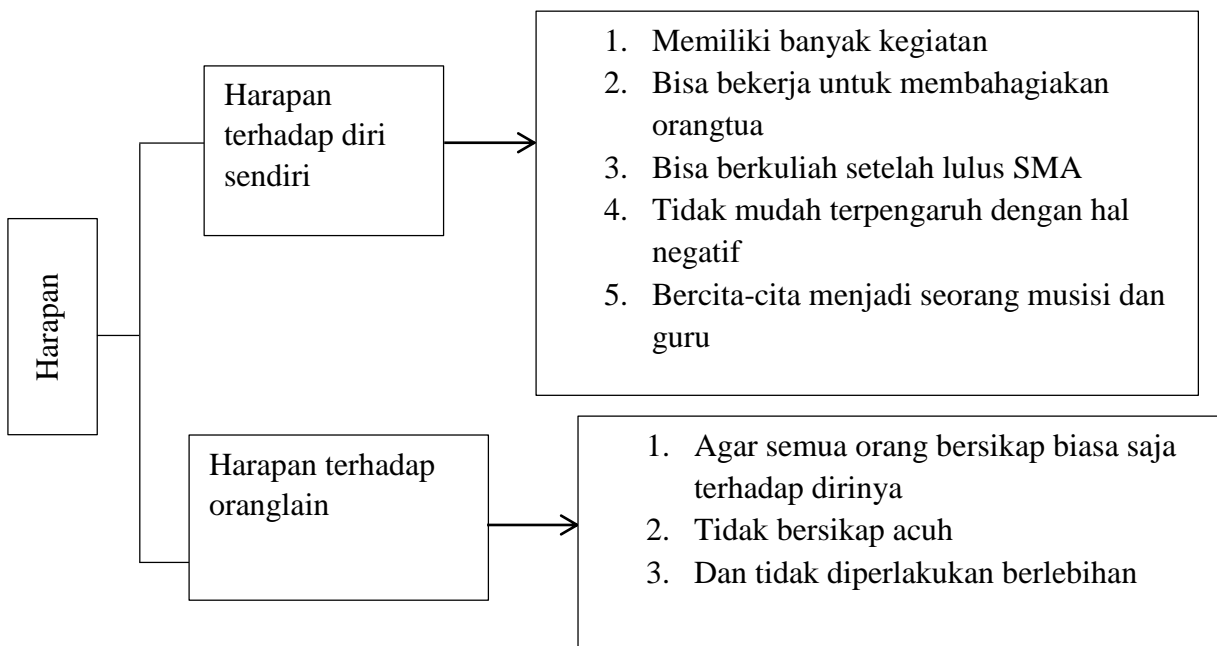 Harapan
Harapan
terhadap diri
sendiri
1. Memiliki banyak kegiatan
2. Bisa bekerja untuk membahagiakan
orangtua
3. Bisa berkuliah setelah lulus SMA
4. Tidak mudah terpengaruh dengan hal
negatif
5. Bercita-cita menjadi seorang musisi dan
guru
Harapan terhadap
oranglain
1. Agar semua orang bersikap biasa saja
terhadap dirinya
2. Tidak bersikap acuh
3. Dan tidak diperlakukan berlebihan